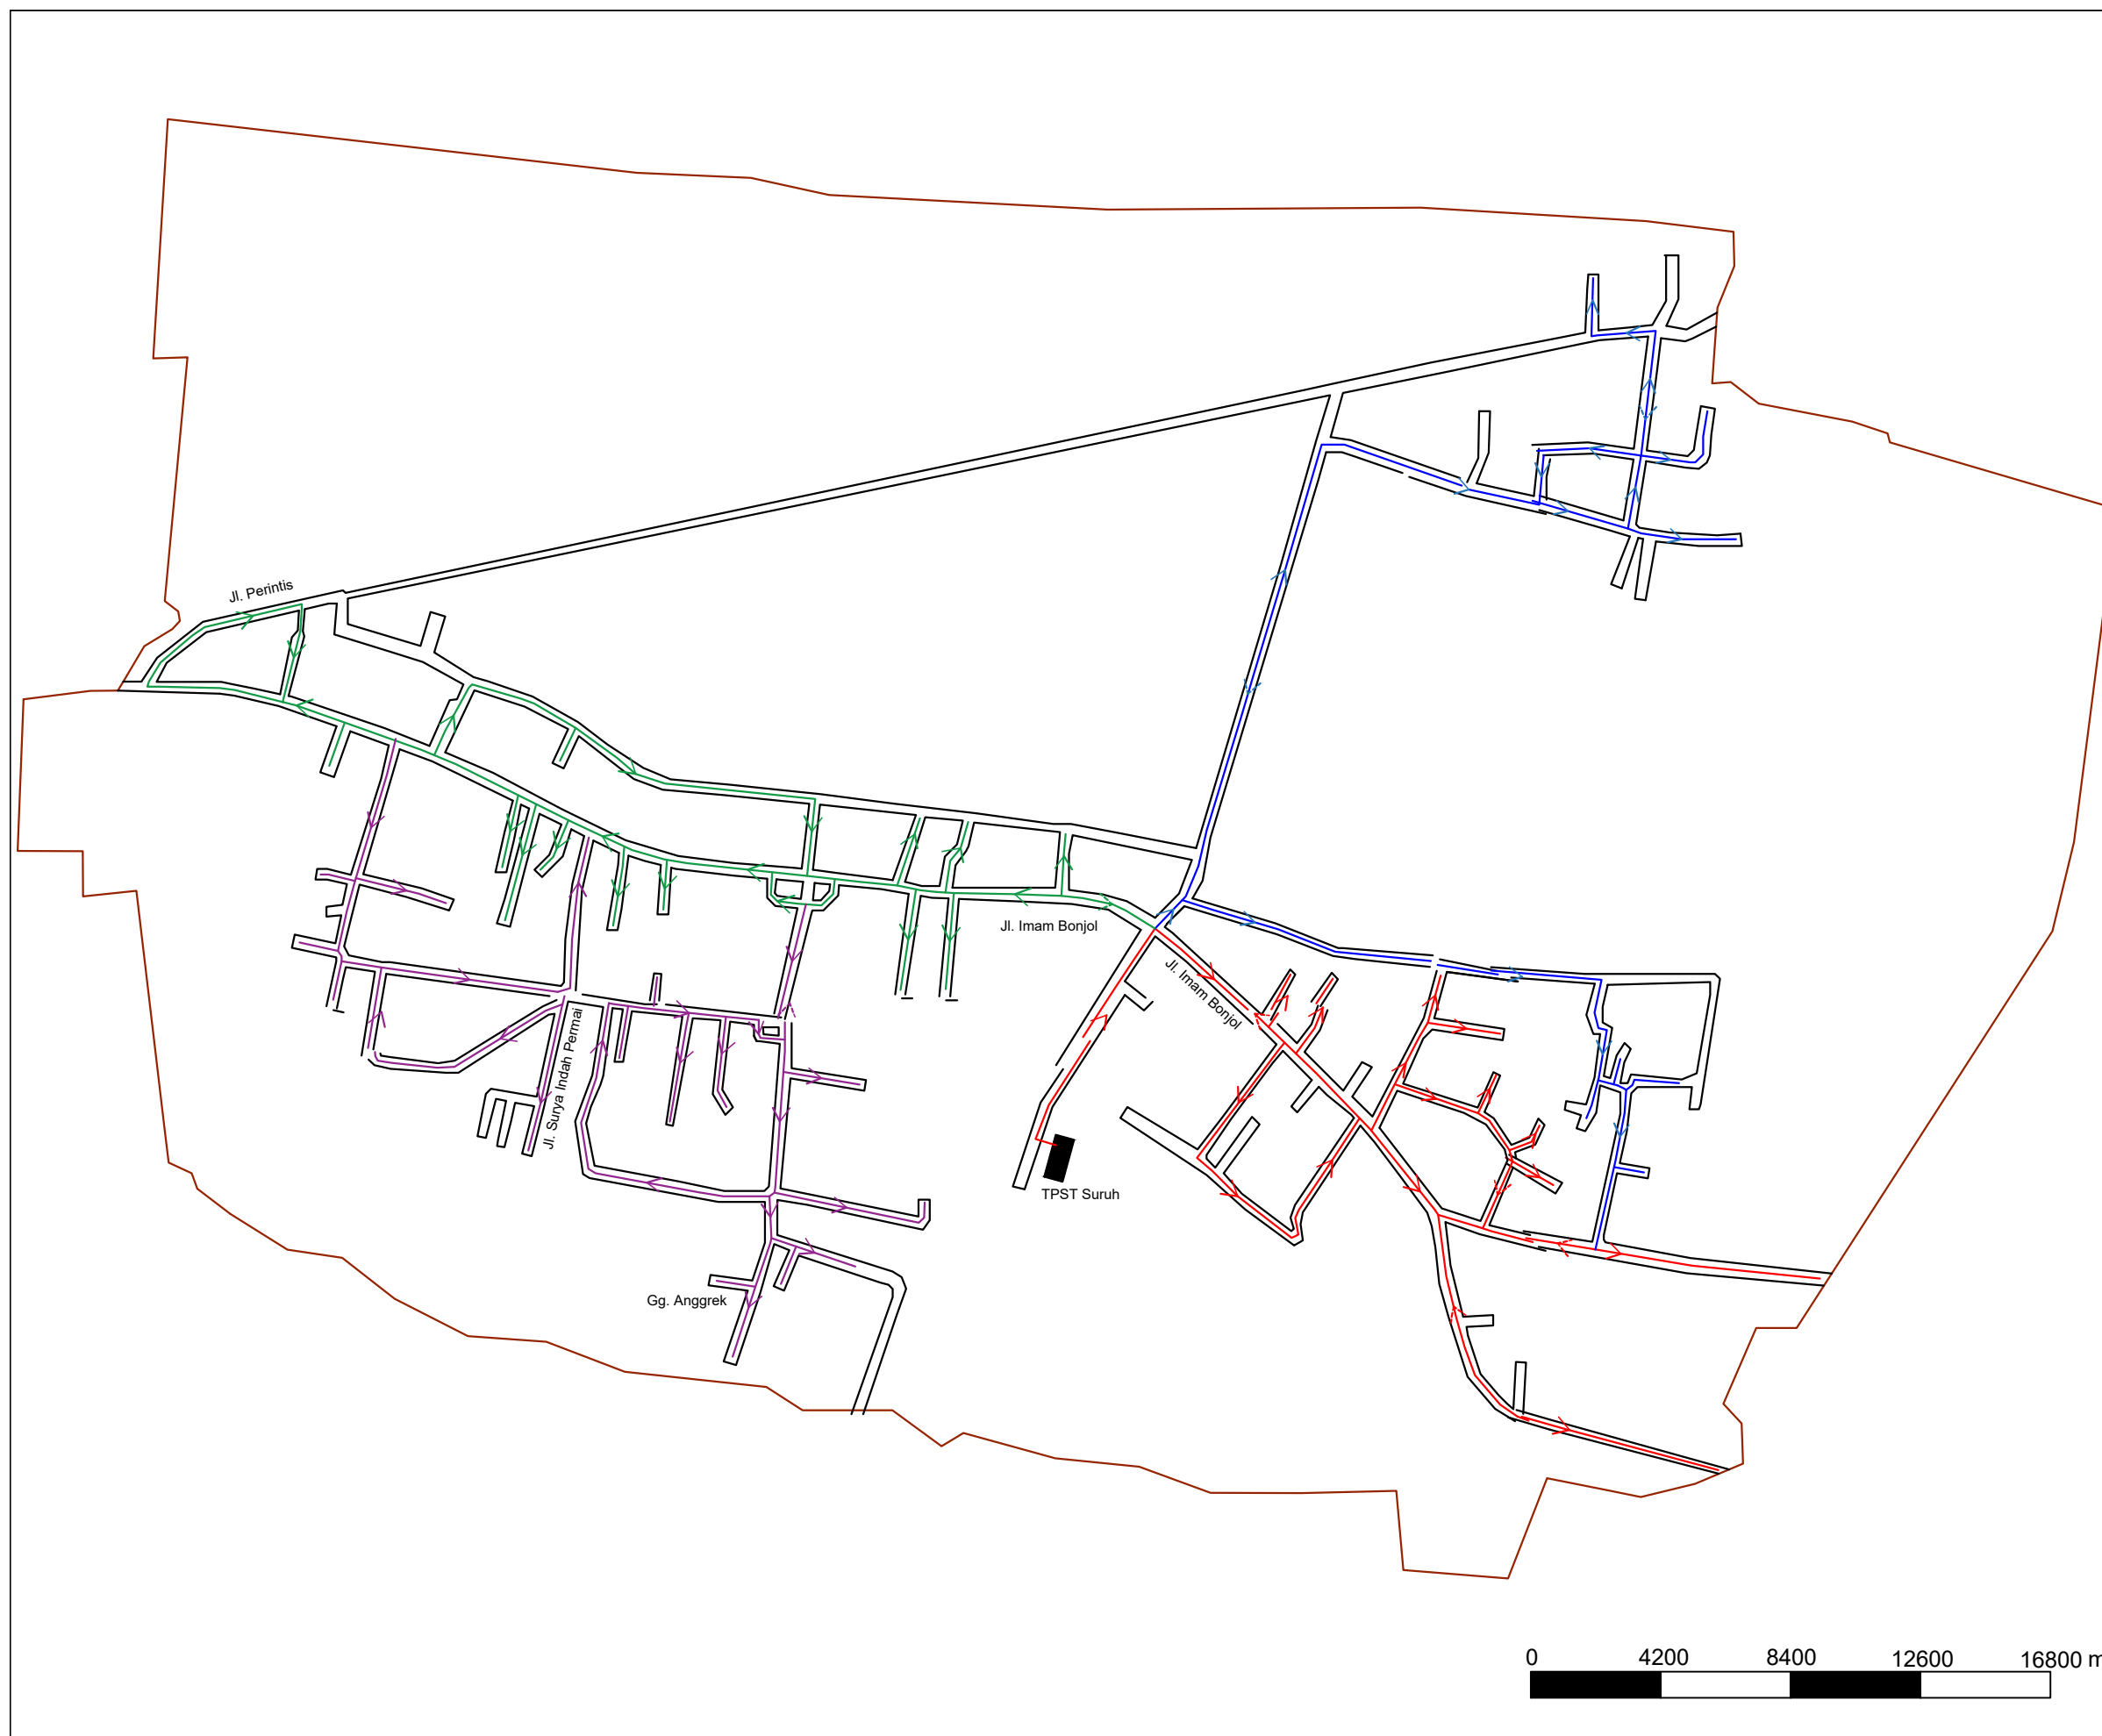 Jl. Perintis
Jl. Imam Bonjol
Jl. Imam Bonjol
Jl. Surya Indah Permai
TPST Suruh
Gg. Anggrek
0 4200 8400 12600 16800 m